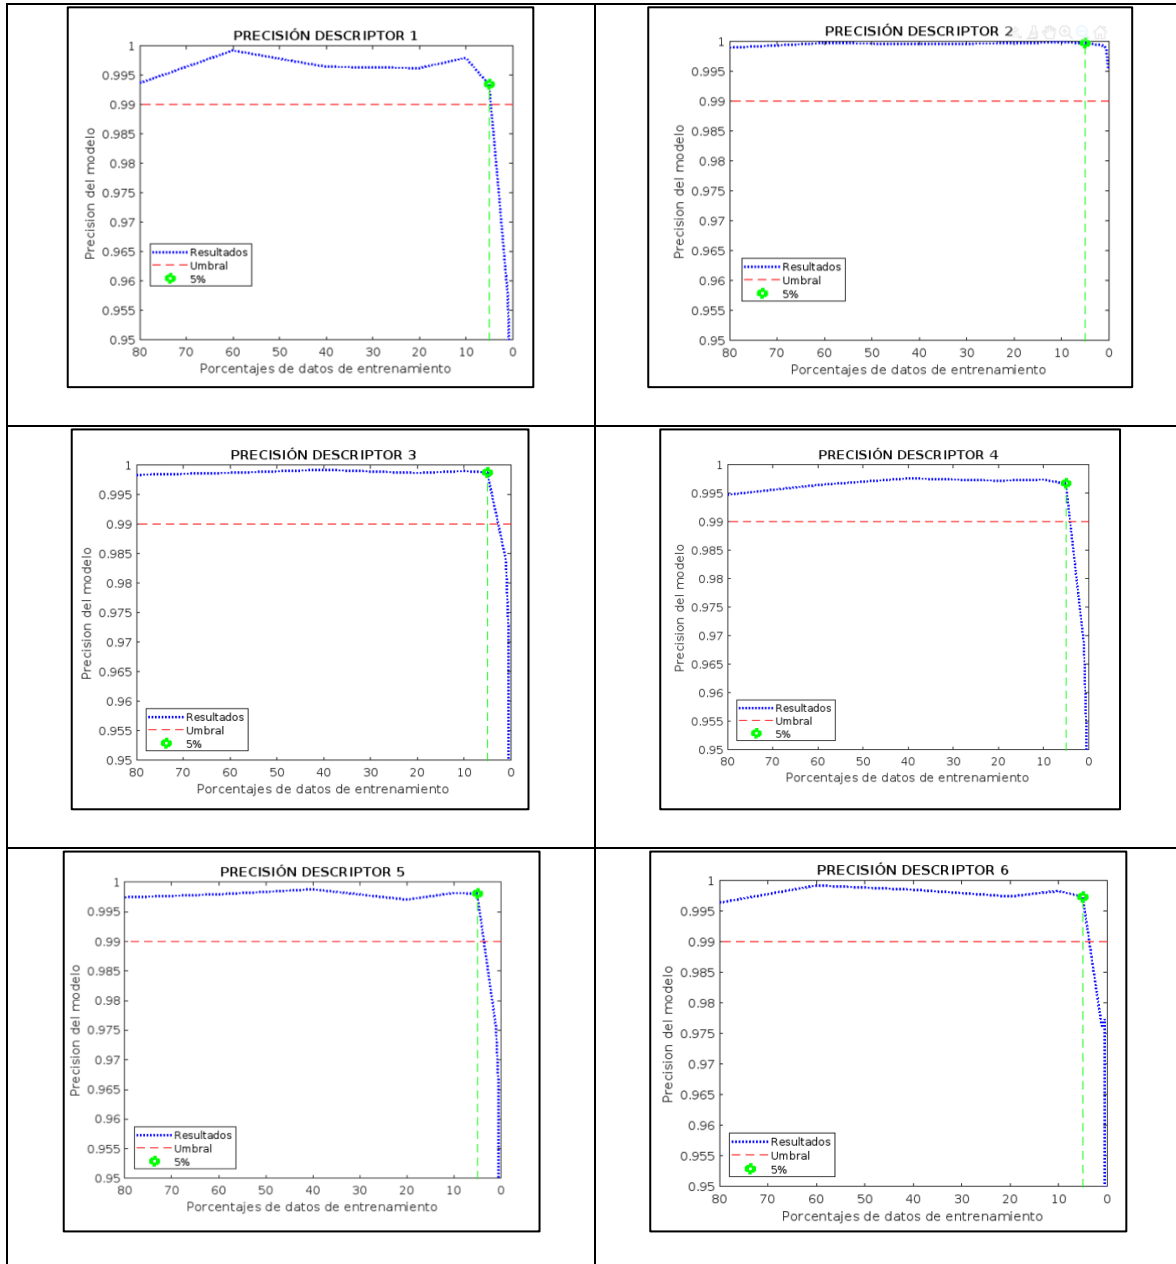 PRECISIÓN DESCRIPTOR 1
1
0.995
0.99
0.985
0.98
0.975
0.97
0.965
0.96
0.955
0.95
Precision del modelo
Resultados
Umbral
5%
80 70 60 50 40 30 20 10 0
Porcentajes de datos de entrenamiento
PRECISIÓN DESCRIPTOR 2
1
0.995
0.99
0.985
0.98
0.975
0.97
0.965
0.96
0.955
0.95
Precision del modelo
Resultados
Umbral
5%
80 70 60 50 40 30 20 10 0
Porcentajes de datos de entrenamiento
PRECISIÓN DESCRIPTOR 3
1
0.995
0.99
0.985
0.98
0.975
0.97
0.965
0.96
0.955
0.95
Precision del modelo
Resultados
Umbral
5%
80 70 60 50 40 30 20 10 0
Porcentajes de datos de entrenamiento
PRECISIÓN DESCRIPTOR 4
1
0.995
0.99
0.985
0.98
0.975
0.97
0.965
0.96
0.955
0.95
Precision del modelo
Resultados
Umbral
5%
80 70 60 50 40 30 20 10 0
Porcentajes de datos de entrenamiento
PRECISIÓN DESCRIPTOR 5
1
0.995
0.99
0.985
0.98
0.975
0.97
0.965
0.96
0.955
0.95
Precision del modelo
Resultados
Umbral
5%
80 70 60 50 40 30 20 10 0
Porcentajes de datos de entrenamiento
PRECISIÓN DESCRIPTOR 6
1
0.995
0.99
0.985
0.98
0.975
0.97
0.965
0.96
0.955
0.95
Precision del modelo
Resultados
Umbral
5%
80 70 60 50 40 30 20 10 0
Porcentajes de datos de entrenamiento